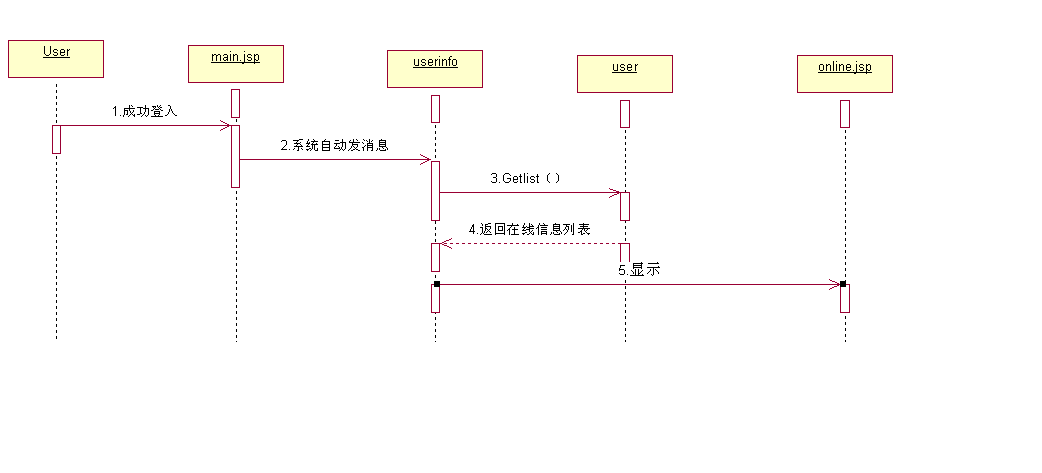 User
main.jsp
userinfo
user
online.jsp
1.成功登入
2.系统自动发消息
3.Getlist（）
4.返回在线信息列表
5.显示